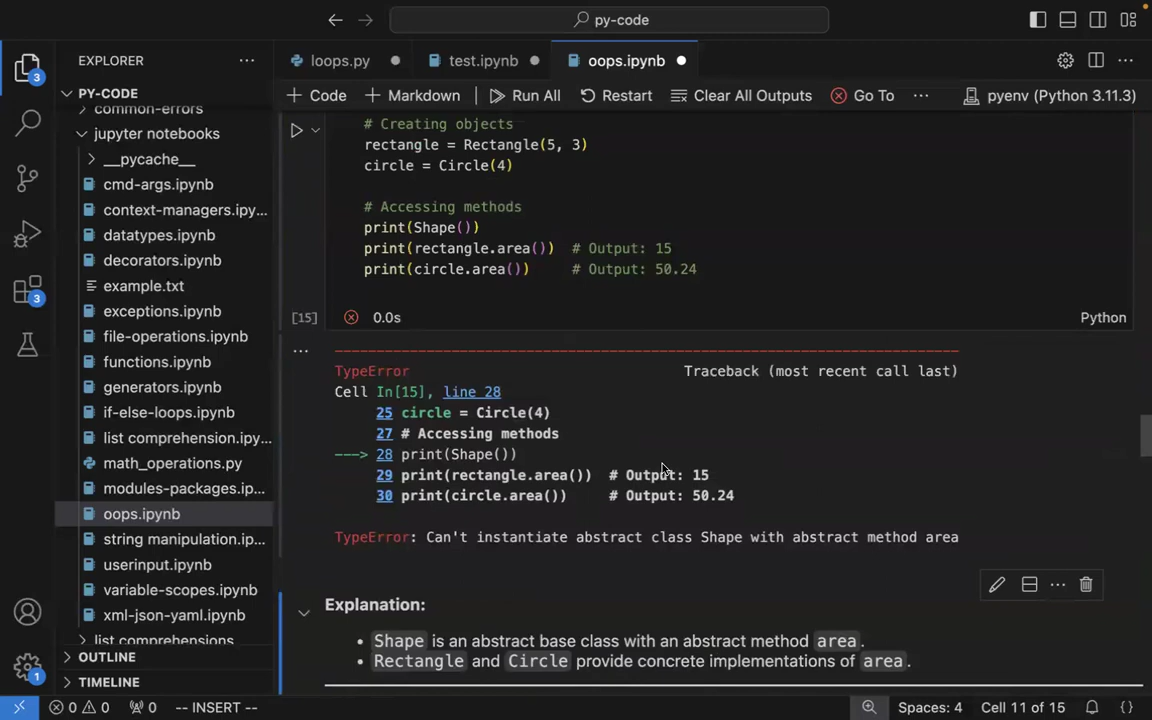 py-code
3
EXPLORER
loops.py
test.ipynb
oops.ipynb
PY-CODE
Code
Markdown
Run All
Restart
Clear All Outputs
Go To
pyenv (Python 3.11.3)
common-errors
jupyter notebooks
__pycache__
cmd-args.ipynb
context-managers.ipy...
datatypes.ipynb
decorators.ipynb
example.txt
exceptions.ipynb
file-operations.ipynb
functions.ipynb
generators.ipynb
if-else-loops.ipynb
list comprehension.ipy...
math_operations.py
modules-packages.ip...
oops.ipynb
string manipulation.ip...
userinput.ipynb
variable-scopes.ipynb
xml-json-yaml.ipynb
list comprehensions
OUTLINE
TIMELINE
3
1
# Creating objects
rectangle = Rectangle(5, 3)
circle = Circle(4)
# Accessing methods
print(Shape())
print(rectangle.area()) # Output: 15
print(circle.area()) # Output: 50.24
[15]
0.0s
Python
TypeError Traceback (most recent call last)
Cell In[15], line 28
25 circle = Circle(4)
27 # Accessing methods
---> 28 print(Shape())
29 print(rectangle.area()) # Output: 15
30 print(circle.area()) # Output: 50.24
TypeError: Can't instantiate abstract class Shape with abstract method area
Explanation:
• Shape is an abstract base class with an abstract method area.
• Rectangle and Circle provide concrete implementations of area.
0 0 0 -- INSERT -- Spaces: 4 Cell 11 of 15